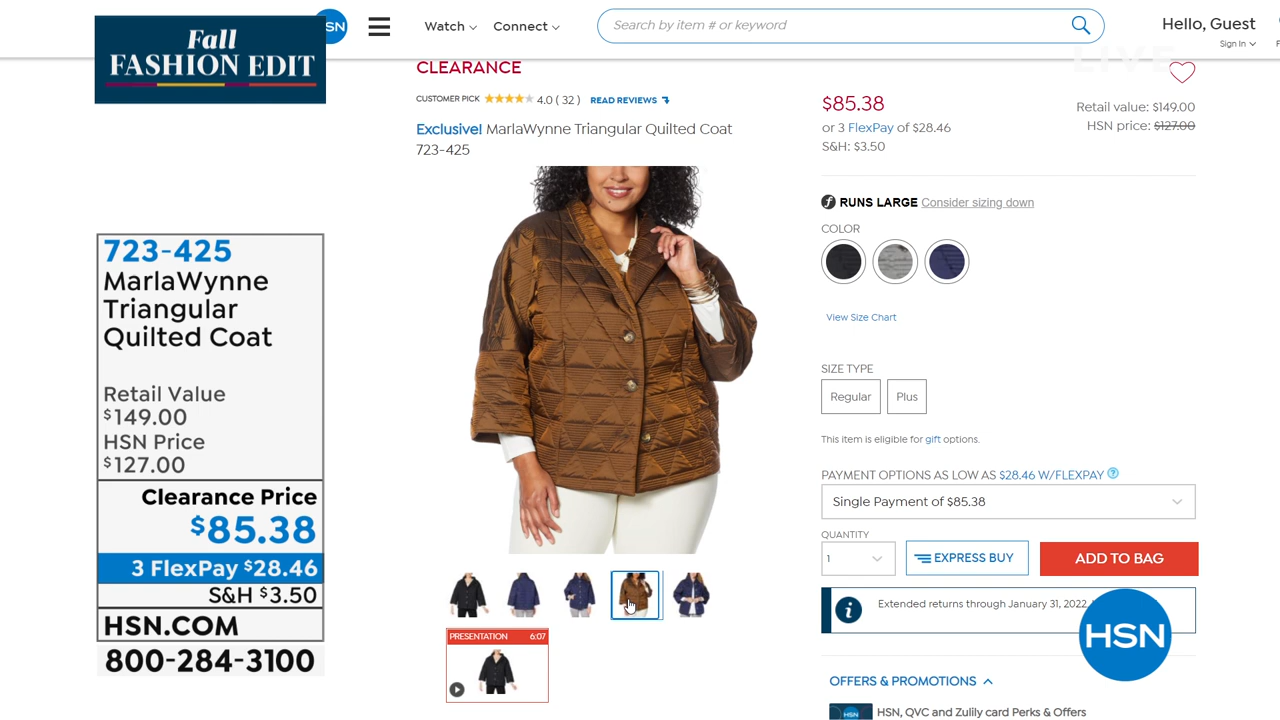 Fall
FASHION EDIT
SN
Watch
Connect
Search by item # or keyword
Hello, Guest
Sign In
LIVE
CLEARANCE
CUSTOMER PICK 4.0 ( 32 ) READ REVIEWS
Exclusive! MarlaWynne Triangular Quilted Coat
723-425
$85.38
Retail value: $149.00
or 3 FlexPay of $28.46
HSN price: $127.00
S&H: $3.50
f RUNS LARGE Consider sizing down
COLOR
View Size Chart
SIZE TYPE
Regular
Plus
This item is eligible for gift options.
PAYMENT OPTIONS AS LOW AS $28.46 W/FLEXPAY ?
Single Payment of $85.38
QUANTITY
1
EXPRESS BUY
ADD TO BAG
i Extended returns through January 31, 2022.
HSN
OFFERS & PROMOTIONS
HSN
HSN, QVC and Zulily card Perks & Offers
PRESENTATION 6:07
723-425
MarlaWynne
Triangular
Quilted Coat
Retail Value
$149.00
HSN Price
$127.00
Clearance Price
$85.38
3 FlexPay $28.46
S&H $3.50
HSN.COM
800-284-3100